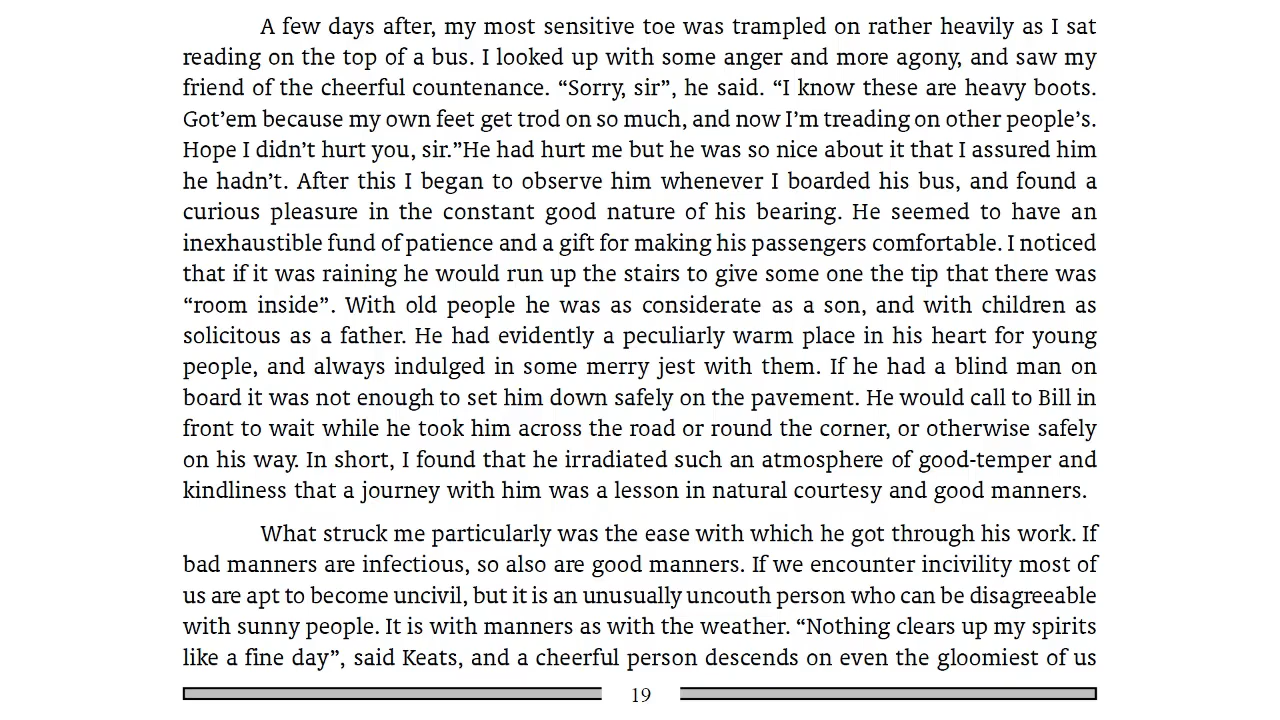 A few days after, my most sensitive toe was trampled on rather heavily as I sat
reading on the top of a bus. I looked up with some anger and more agony, and saw my
friend of the cheerful countenance. “Sorry, sir”, he said. “I know these are heavy boots.
Got’em because my own feet get trod on so much, and now I’m treading on other people’s.
Hope I didn’t hurt you, sir.”He had hurt me but he was so nice about it that I assured him
he hadn’t. After this I began to observe him whenever I boarded his bus, and found a
curious pleasure in the constant good nature of his bearing. He seemed to have an
inexhaustible fund of patience and a gift for making his passengers comfortable. I noticed
that if it was raining he would run up the stairs to give some one the tip that there was
“room inside”. With old people he was as considerate as a son, and with children as
solicitous as a father. He had evidently a peculiarly warm place in his heart for young
people, and always indulged in some merry jest with them. If he had a blind man on
board it was not enough to set him down safely on the pavement. He would call to Bill in
front to wait while he took him across the road or round the corner, or otherwise safely
on his way. In short, I found that he irradiated such an atmosphere of good-temper and
kindliness that a journey with him was a lesson in natural courtesy and good manners.
What struck me particularly was the ease with which he got through his work. If
bad manners are infectious, so also are good manners. If we encounter incivility most of
us are apt to become uncivil, but it is an unusually uncouth person who can be disagreeable
with sunny people. It is with manners as with the weather. “Nothing clears up my spirits
like a fine day”, said Keats, and a cheerful person descends on even the gloomiest of us
19